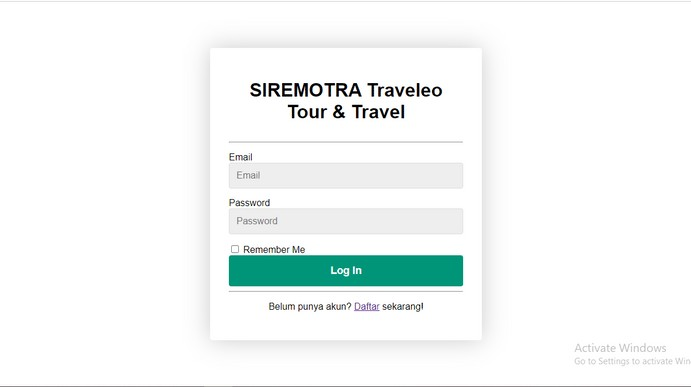 SIREMOTRA Traveleo
Tour & Travel
Email
Email
Password
Password
Remember Me
Log In
Belum punya akun? Daftar sekarang!
Activate Windows
Go to Settings to activate Win